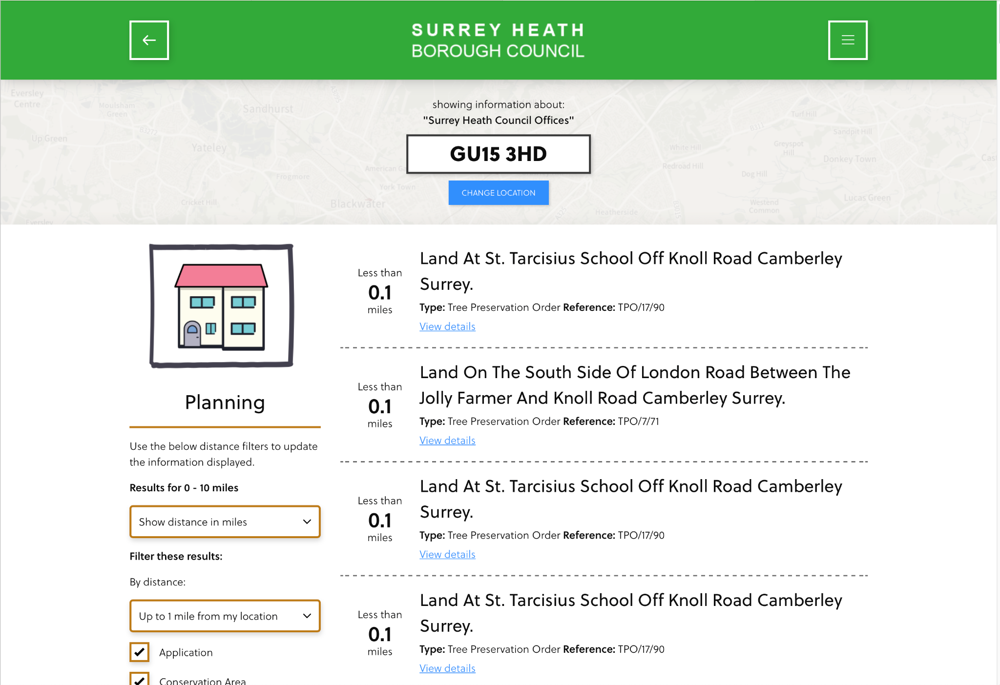 SURREY HEATH
BOROUGH COUNCIL
Eversley
Centre
Moulsham
Green
Sandhurst
A3095
B3272
Up Green
Yateley
Frogmore
Cricket Hill
Eversley
American
York Town
Blackwater
A325
Heatherside
B3015
B311
Turf Hill
Sandpit Hill
White Hill
Greyspot
Hill
Donkey Town
Redroad Hill
Dog Hill
Westend
Common
Lucas Green
showing information about:
"Surrey Heath Council Offices"
GU15 3HD
CHANGE LOCATION
Planning
Use the below distance filters to update
the information displayed.
Results for 0 - 10 miles
Show distance in miles
Filter these results:
By distance:
Up to 1 mile from my location
Application
Conservation Area
Less than
0.1
miles
Land At St. Tarcisius School Off Knoll Road Camberley
Surrey.
Type: Tree Preservation Order Reference: TPO/17/90
View details
Less than
0.1
miles
Land On The South Side Of London Road Between The
Jolly Farmer And Knoll Road Camberley Surrey.
Type: Tree Preservation Order Reference: TPO/7/71
View details
Less than
0.1
miles
Land At St. Tarcisius School Off Knoll Road Camberley
Surrey.
Type: Tree Preservation Order Reference: TPO/17/90
View details
Less than
0.1
miles
Land At St. Tarcisius School Off Knoll Road Camberley
Surrey.
Type: Tree Preservation Order Reference: TPO/17/90
View details